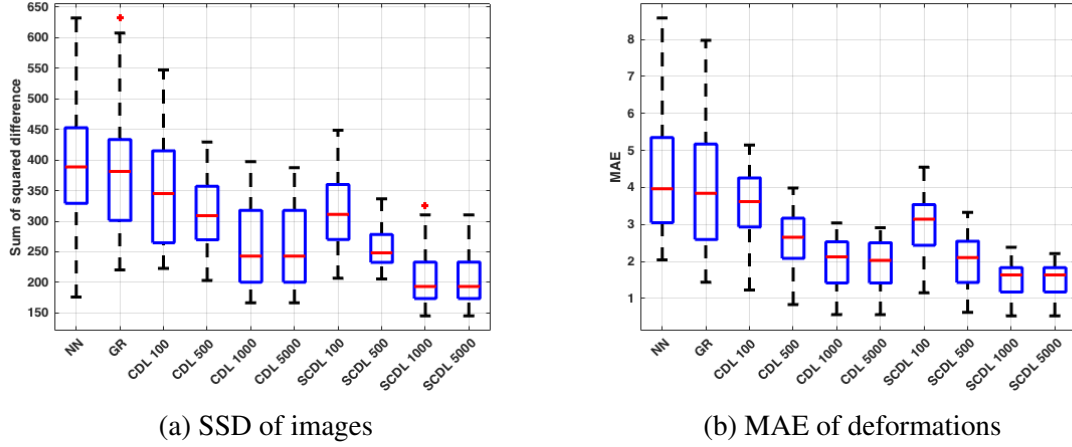 650
600
550
500
450
400
350
300
250
200
150
Sum of squared difference
NN
GR
CDL 100
CDL 500
CDL 1000
CDL 5000
SCDL 100
SCDL 500
SCDL 1000
SCDL 5000
(a) SSD of images
8
7
6
5
4
3
2
1
MAE
NN
GR
CDL 100
CDL 500
CDL 1000
CDL 5000
SCDL 100
SCDL 500
SCDL 1000
SCDL 5000
(b) MAE of deformations